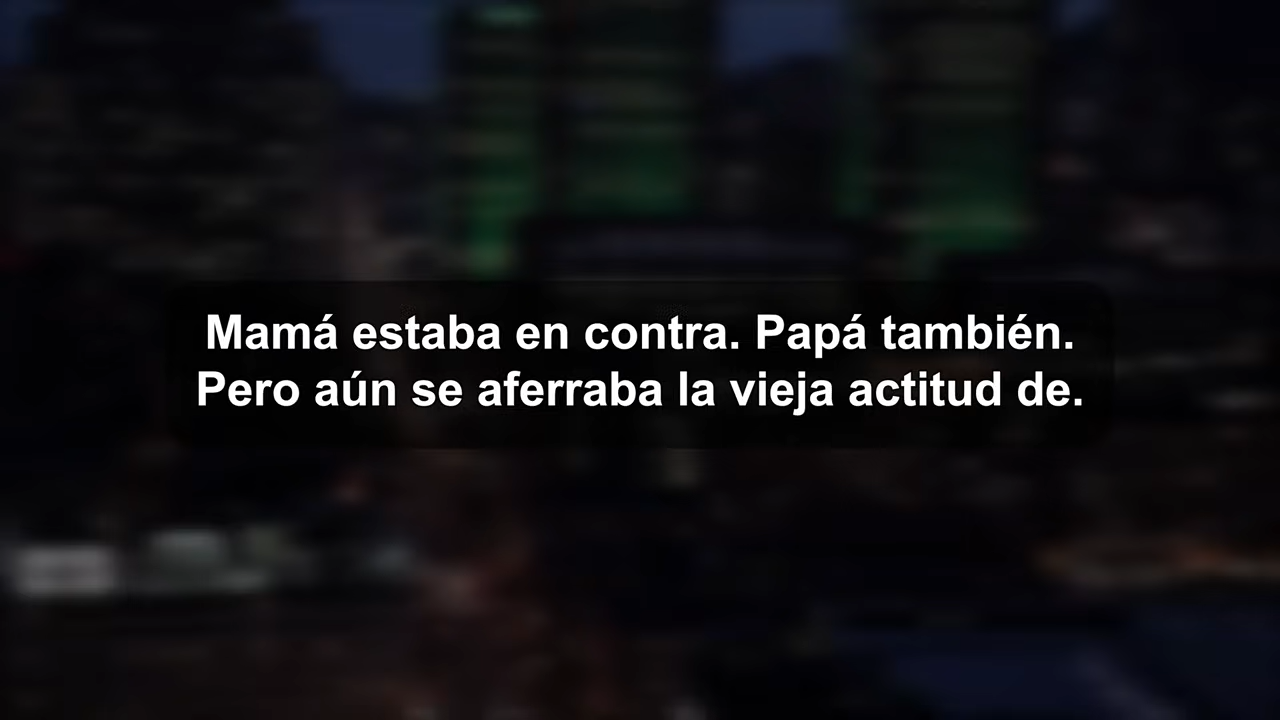 Mamá estaba en contra. Papá también.
Pero aún se aferraba la vieja actitud de.